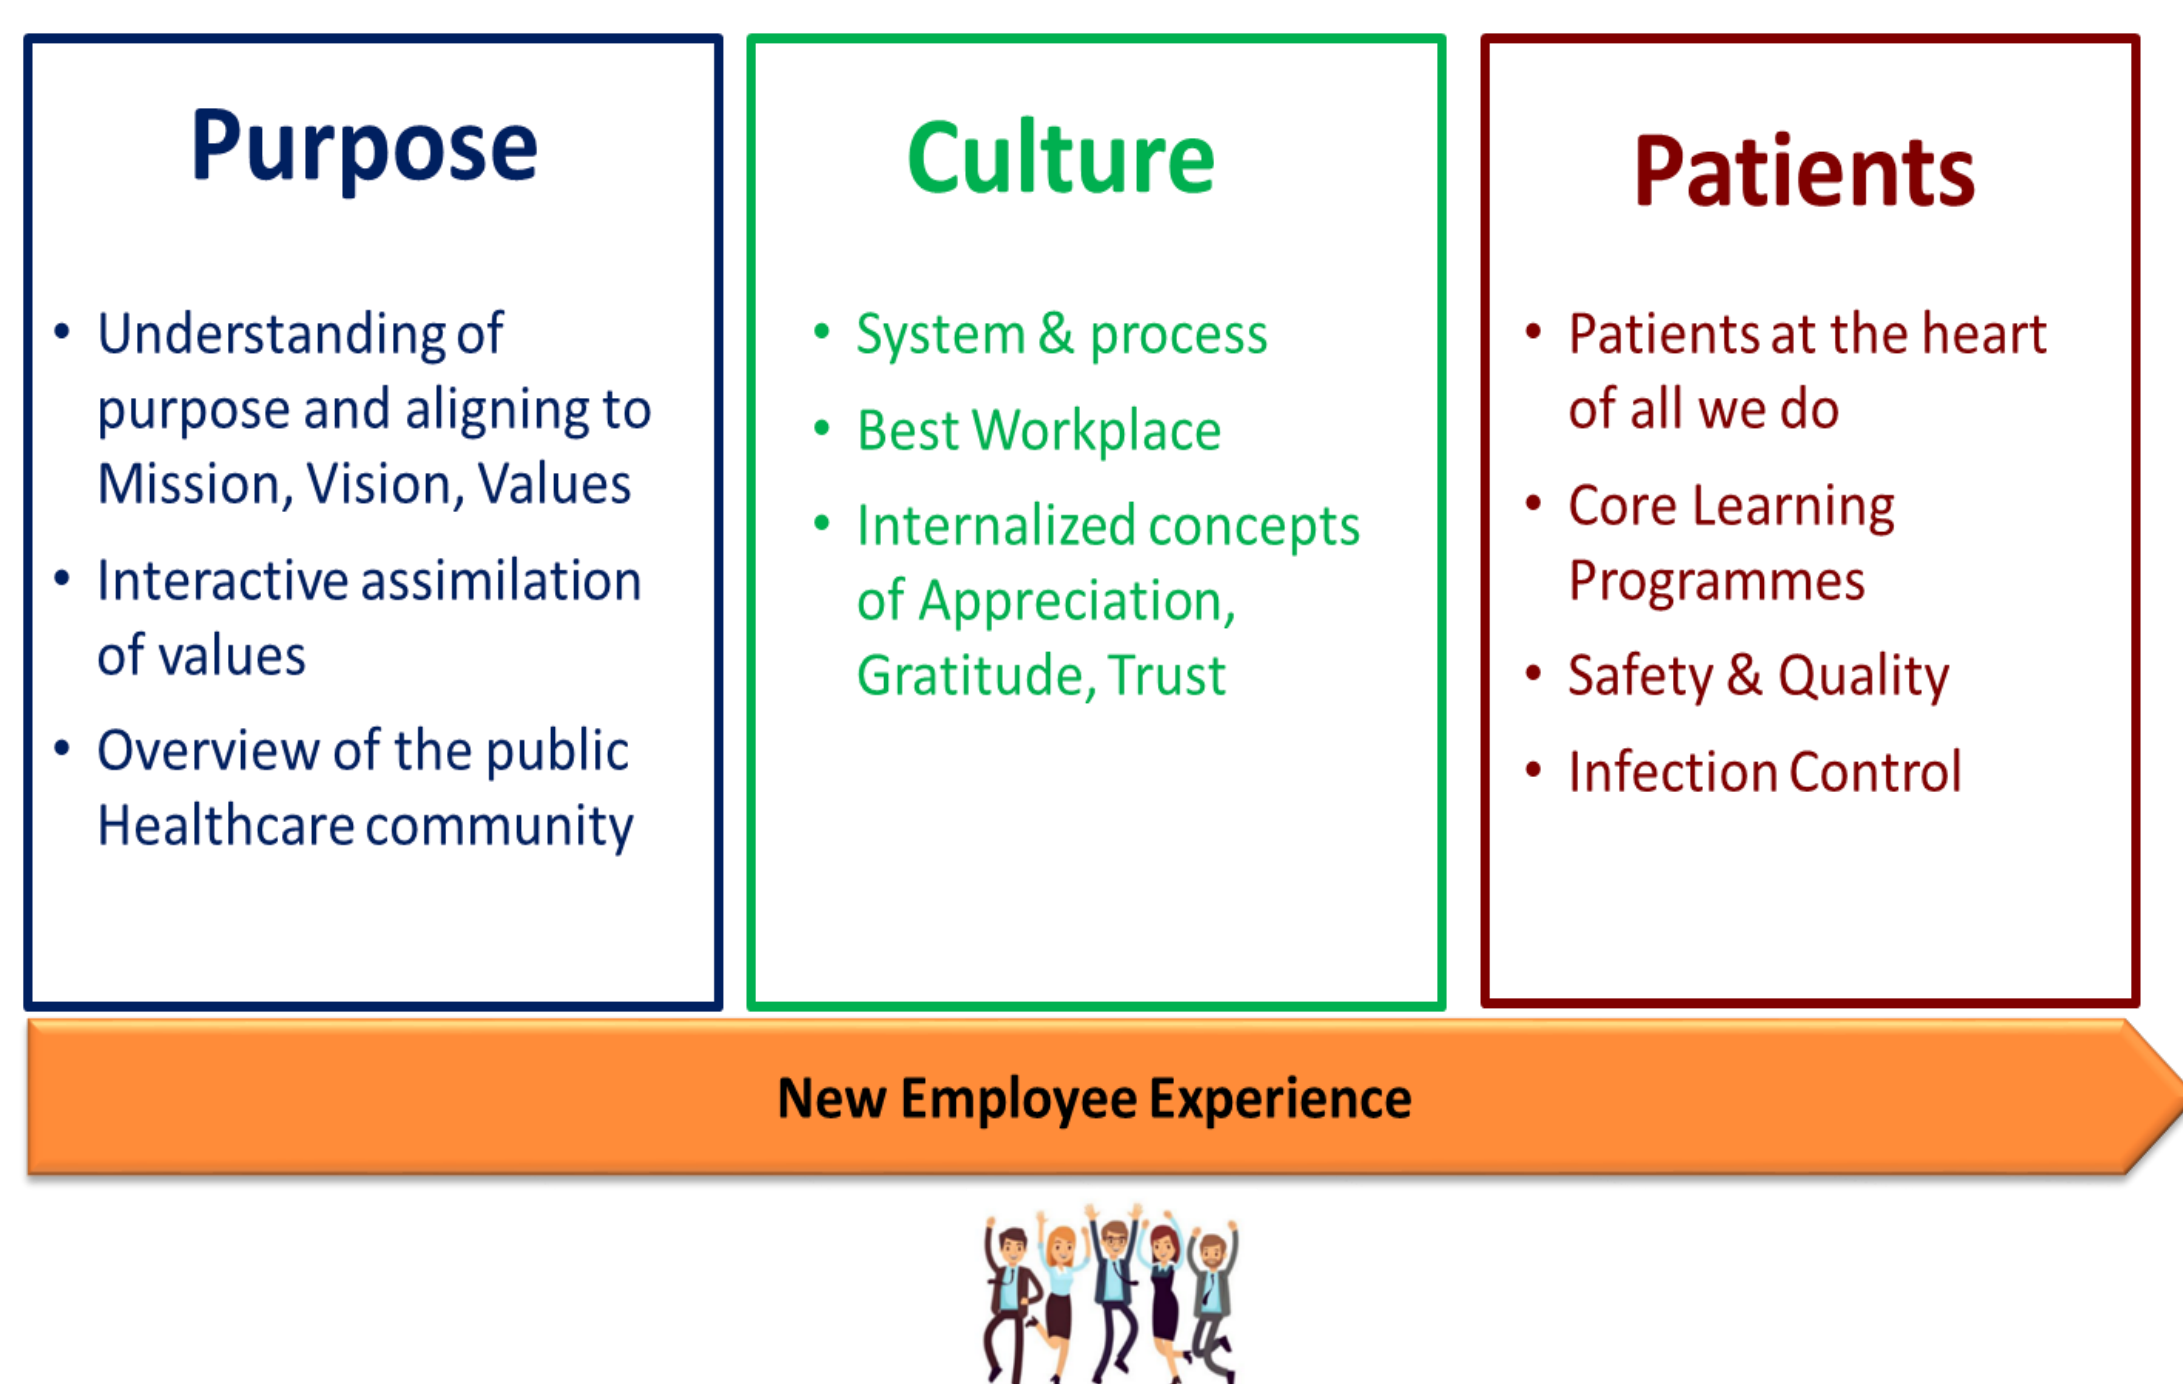 Purpose
• Understanding of
purpose and aligning to
Mission, Vision, Values
• Interactive assimilation
of values
• Overview of the public
Healthcare community
Culture
• System & process
• Best Workplace
• Internalized concepts
of Appreciation,
Gratitude, Trust
Patients
• Patients at the heart
of all we do
• Core Learning
Programmes
• Safety & Quality
• Infection Control
New Employee Experience